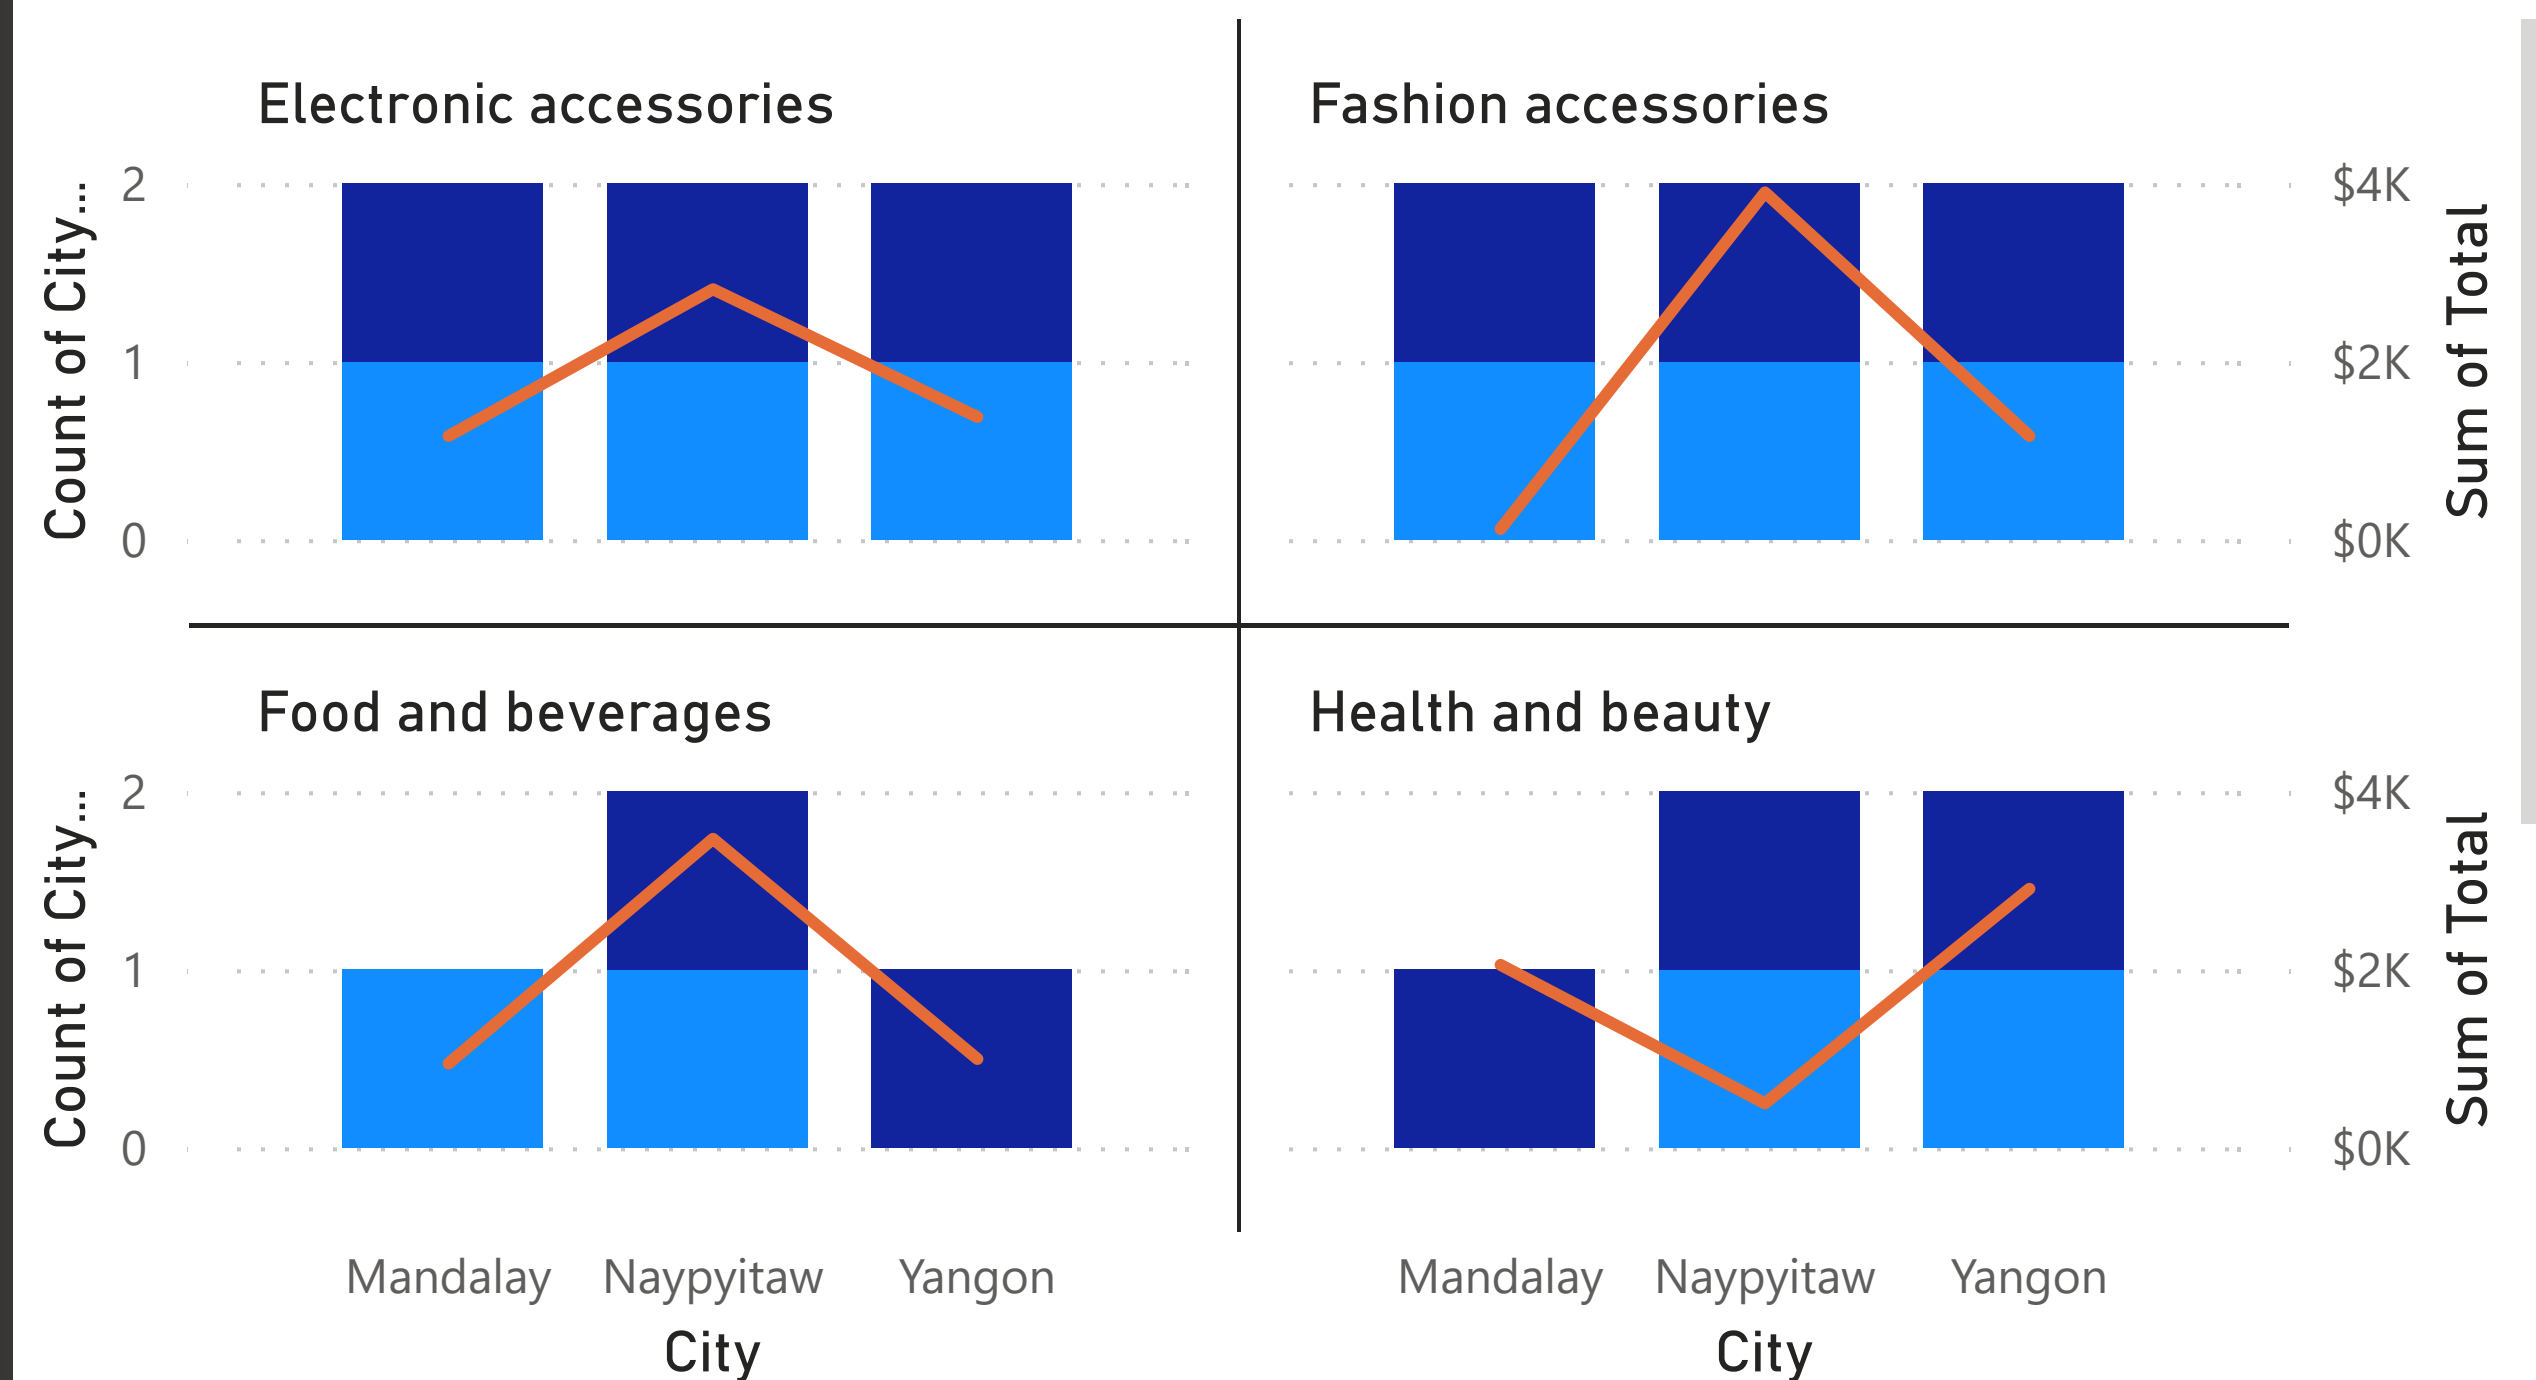 Electronic accessories
Fashion accessories
Count of City...
2
1
0
$4K
$2K
$0K
Sum of Total
Food and beverages
Health and beauty
Count of City...
2
1
0
$4K
$2K
$0K
Sum of Total
Mandalay Naypyitaw Yangon
Mandalay Naypyitaw Yangon
City
City